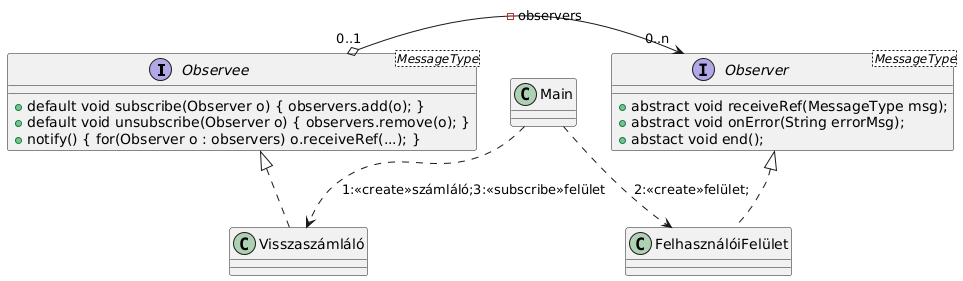 observers
0..1
0..n
I Observee
MessageType
default void subscribe(Observer o) { observers.add(o); }
default void unsubscribe(Observer o) { observers.remove(o); }
notify() { for(Observer o : observers) o.receiveRef(...); }
C Main
I Observer
MessageType
abstract void receiveRef(MessageType msg);
abstract void onError(String errorMsg);
abstact void end();
1:«create»számláló;3:«subscribe»felület
2:«create»felület;
C Visszaszámláló
C FelhasználóiFelület